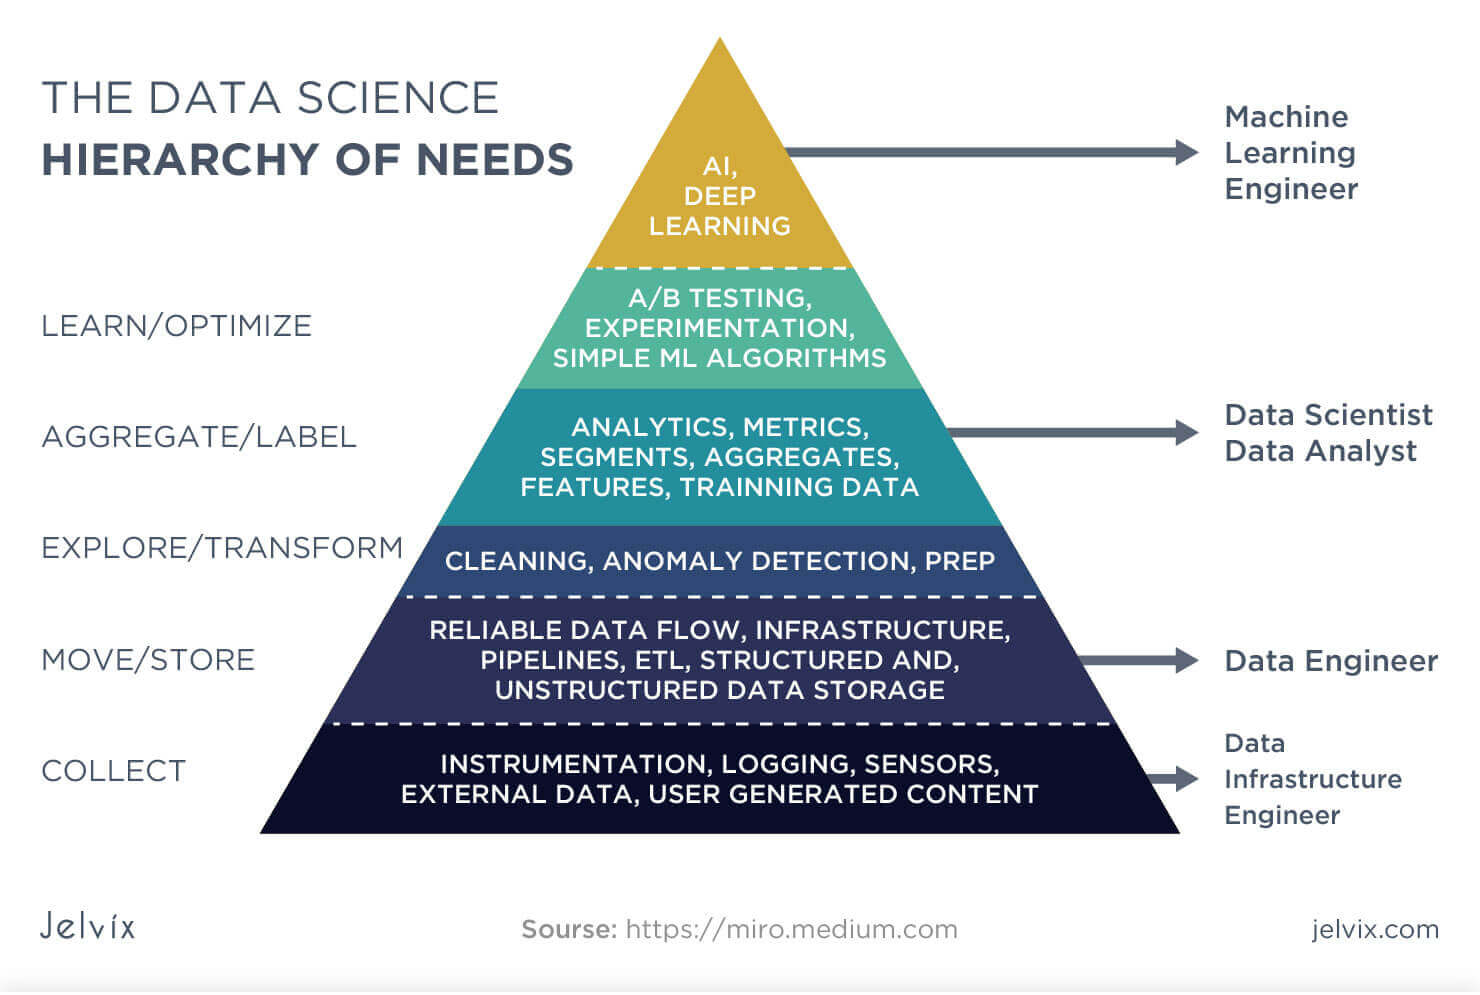 THE DATA SCIENCE
HIERARCHY OF NEEDS
AI,
DEEP
LEARNING
Machine
Learning
Engineer
LEARN/OPTIMIZE
A/B TESTING,
EXPERIMENTATION,
SIMPLE ML ALGORITHMS
AGGREGATE/LABEL
ANALYTICS, METRICS,
SEGMENTS, AGGREGATES,
FEATURES, TRAINNING DATA
Data Scientist
Data Analyst
EXPLORE/TRANSFORM
CLEANING, ANOMALY DETECTION, PREP
MOVE/STORE
RELIABLE DATA FLOW, INFRASTRUCTURE,
PIPELINES, ETL, STRUCTURED AND,
UNSTRUCTURED DATA STORAGE
Data Engineer
COLLECT
INSTRUMENTATION, LOGGING, SENSORS,
EXTERNAL DATA, USER GENERATED CONTENT
Data
Infrastructure
Engineer
Jelvix
Sourse: https://miro.medium.com
jelvix.com